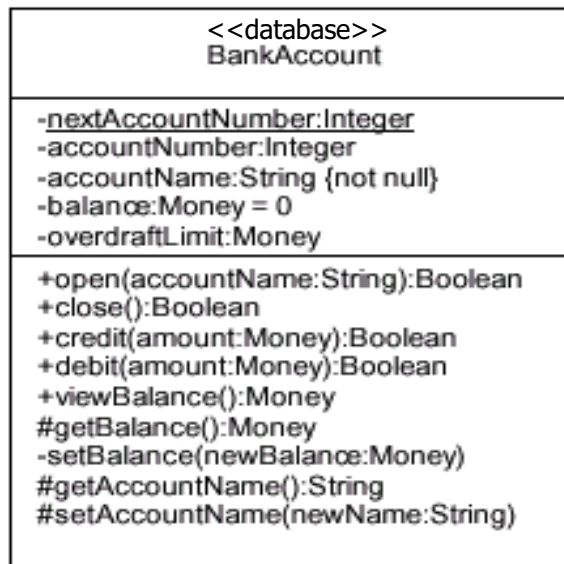 <<database>>
BankAccount
-nextAccountNumber:Integer
-accountNumber:Integer
-accountName:String {not null}
-balance:Money = 0
-overdraftLimit:Money
+open(accountName:String):Boolean
+close():Boolean
+credit(amount:Money):Boolean
+debit(amount:Money):Boolean
+viewBalance():Money
#getBalance():Money
-setBalance(newBalance:Money)
#getAccountName():String
#setAccountName(newName:String)